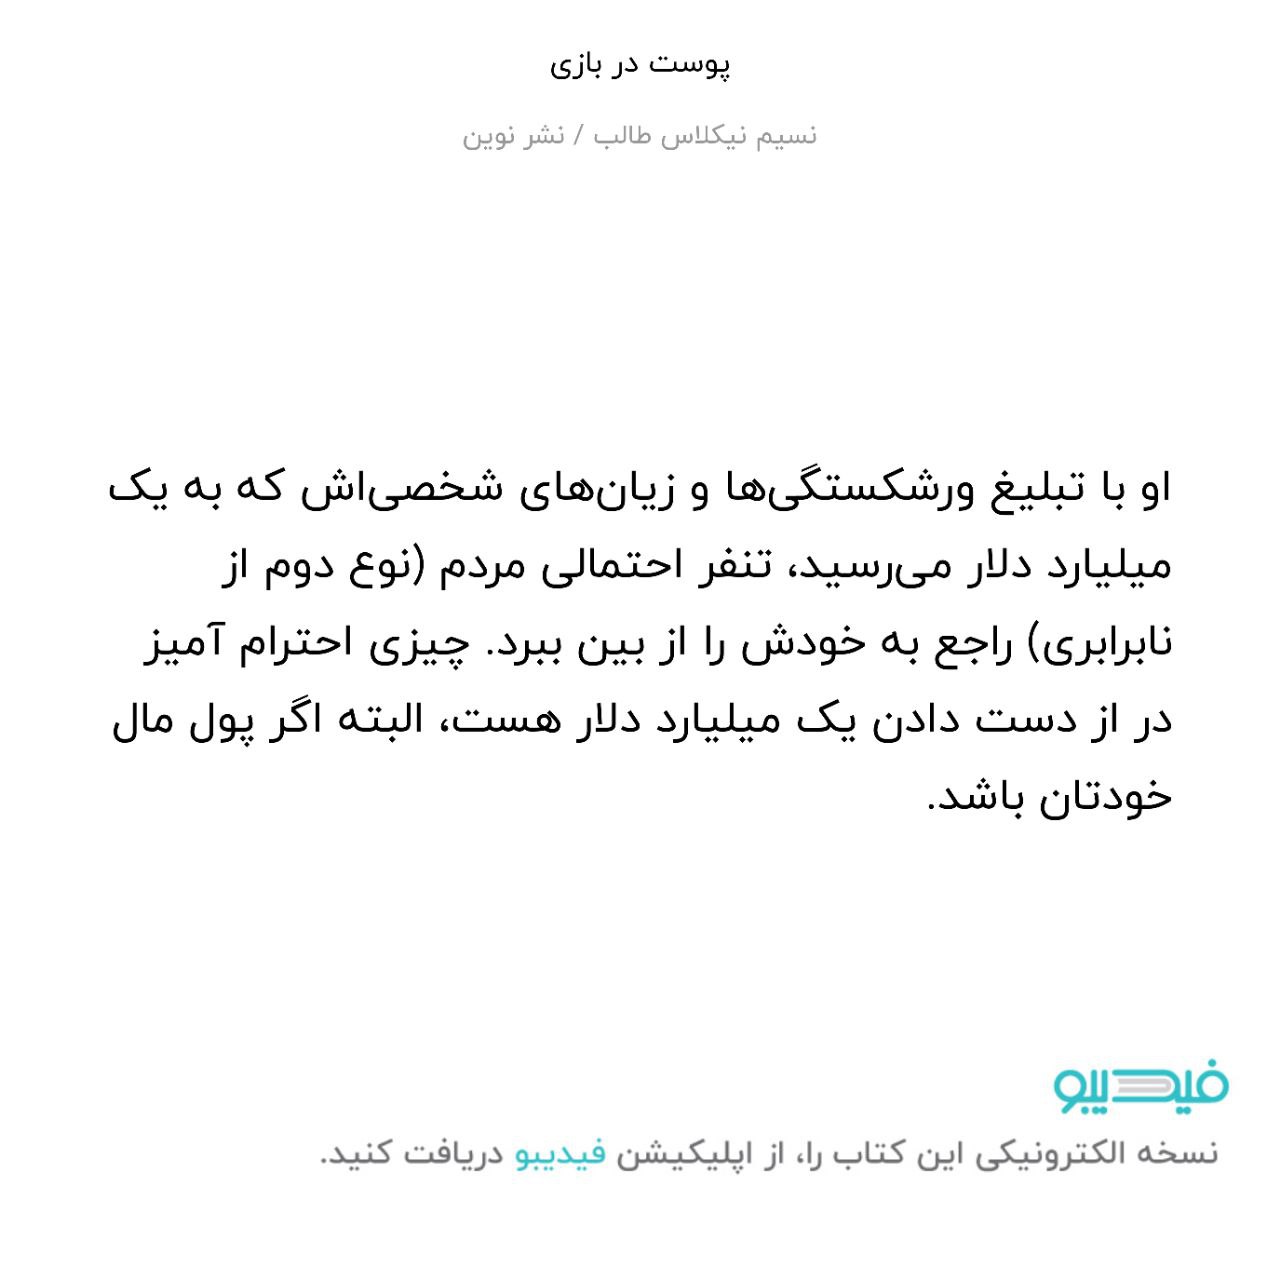 پوست در بازی
نسیم نیکلاس طالب / نشر نوین
او با تبلیغ ورشکستگی‌ها و زیان‌های شخصی‌اش که به یک
میلیارد دلار می‌رسید، تنفر احتمالی مردم (نوع دوم از
نابرابری) راجع به خودش را از بین ببرد. چیزی احترام آمیز
در از دست دادن یک میلیارد دلار هست، البته اگر پول مال
خودتان باشد.
فیدیبو
نسخه الکترونیکی این کتاب را، از اپلیکیشن فیدیبو دریافت کنید.